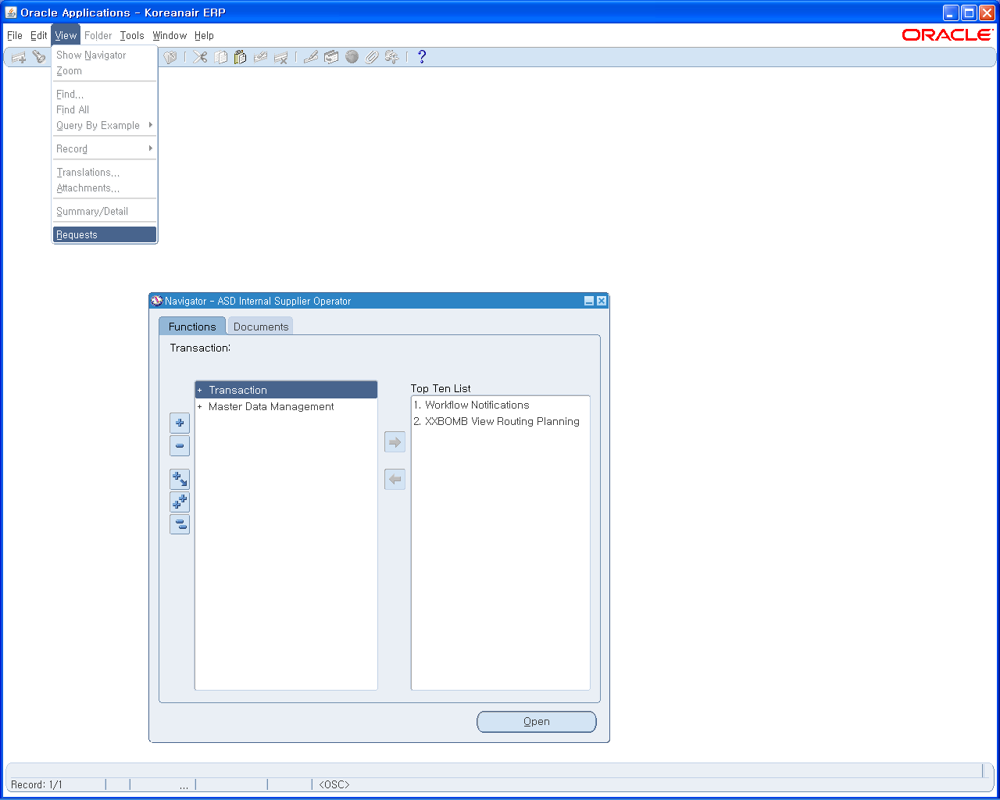 Oracle Applications - Koreanair ERP
File Edit View Folder Tools Window Help
ORACLE
Show Navigator
Zoom
Find...
Find All
Query By Example
Record
Translations...
Attachments...
Summary/Detail
Requests
Navigator - ASD Internal Supplier Operator
Functions Documents
Transaction:
+ Transaction
+ Master Data Management
Top Ten List
1. Workflow Notifications
2. XXBOMB View Routing Planning
Open
Record: 1/1 ... <OSC>